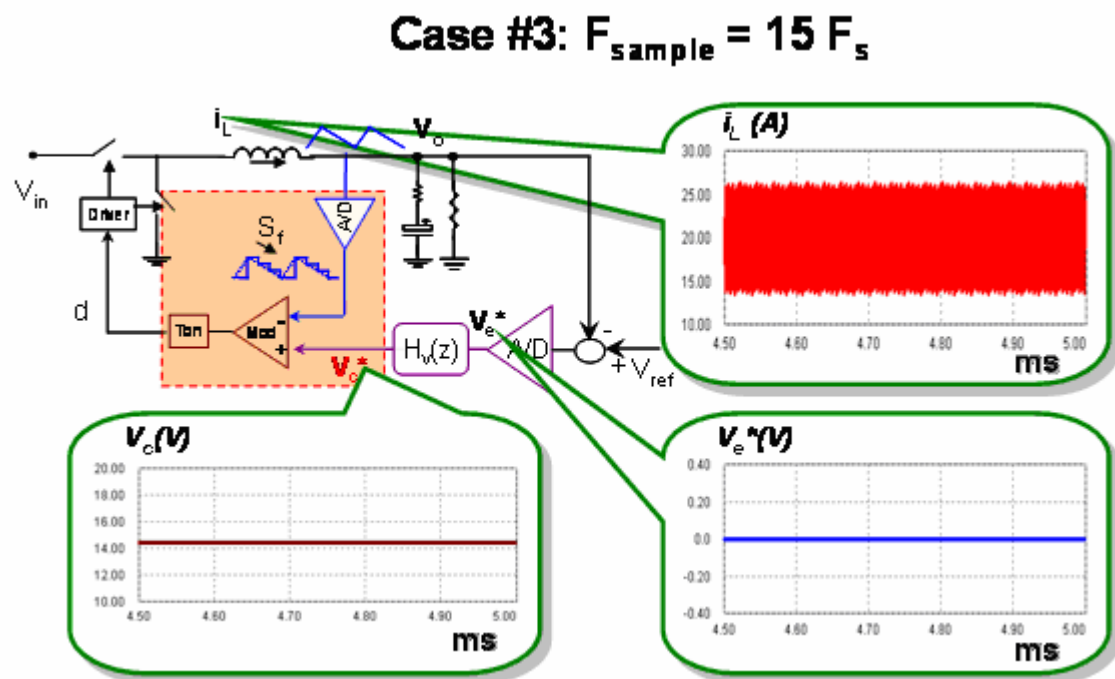 Case #3: Fsample = 15 Fs
iL
Vo
Vin
Driver
A/D
Sf
d
Ton
Mod
-
+
Vc*
Hv(z)
Ve*
A/D
-
+
Vref
iL (A)
30.00
25.00
20.00
15.00
10.00
4.50 4.60 4.70 4.80 4.90 5.00
ms
Vc(V)
20.00
18.00
16.00
14.00
12.00
10.00
4.50 4.60 4.70 4.80 4.90 5.00
ms
Ve*(V)
0.40
0.20
0.0
-0.20
-0.40
4.50 4.60 4.70 4.80 4.90 5.00
ms